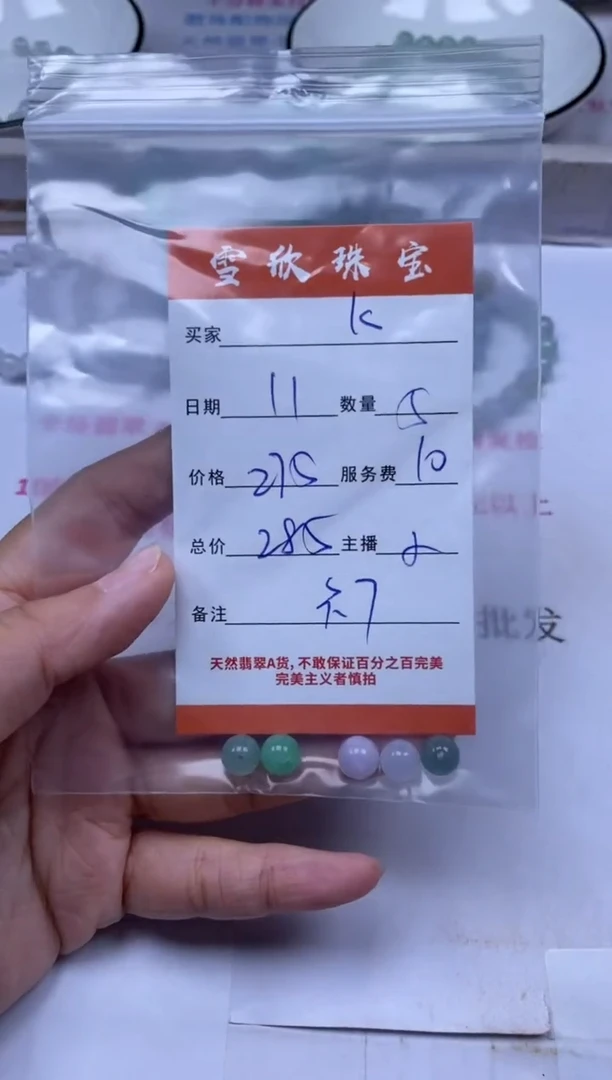 雪欣珠宝
买家 K
日期 11 数量 5
价格 275 服务费 10
总价 285 主播
备注
天然翡翠A货,不敢保证百分之百完美
完美主义者慎拍
批发